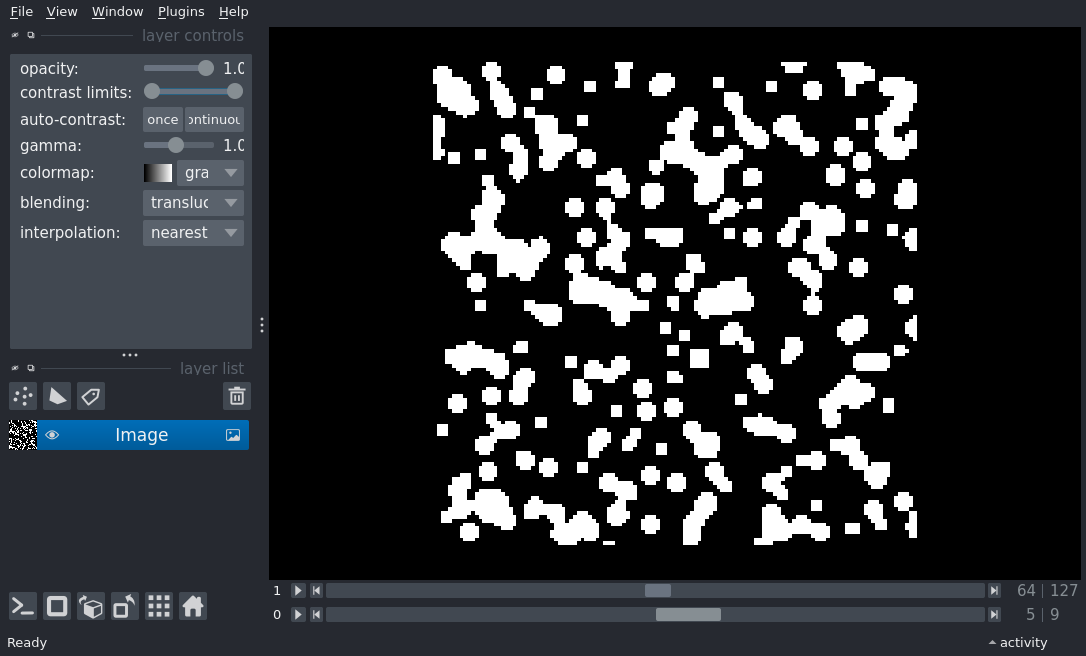 File View Window Plugins Help
layer controls
opacity: 1.0
contrast limits:
auto-contrast: once ontinuou
gamma: 1.0
colormap: gra
blending: transluc
interpolation: nearest
layer list
Image
1 64 | 127
0 5 | 9
Ready activity